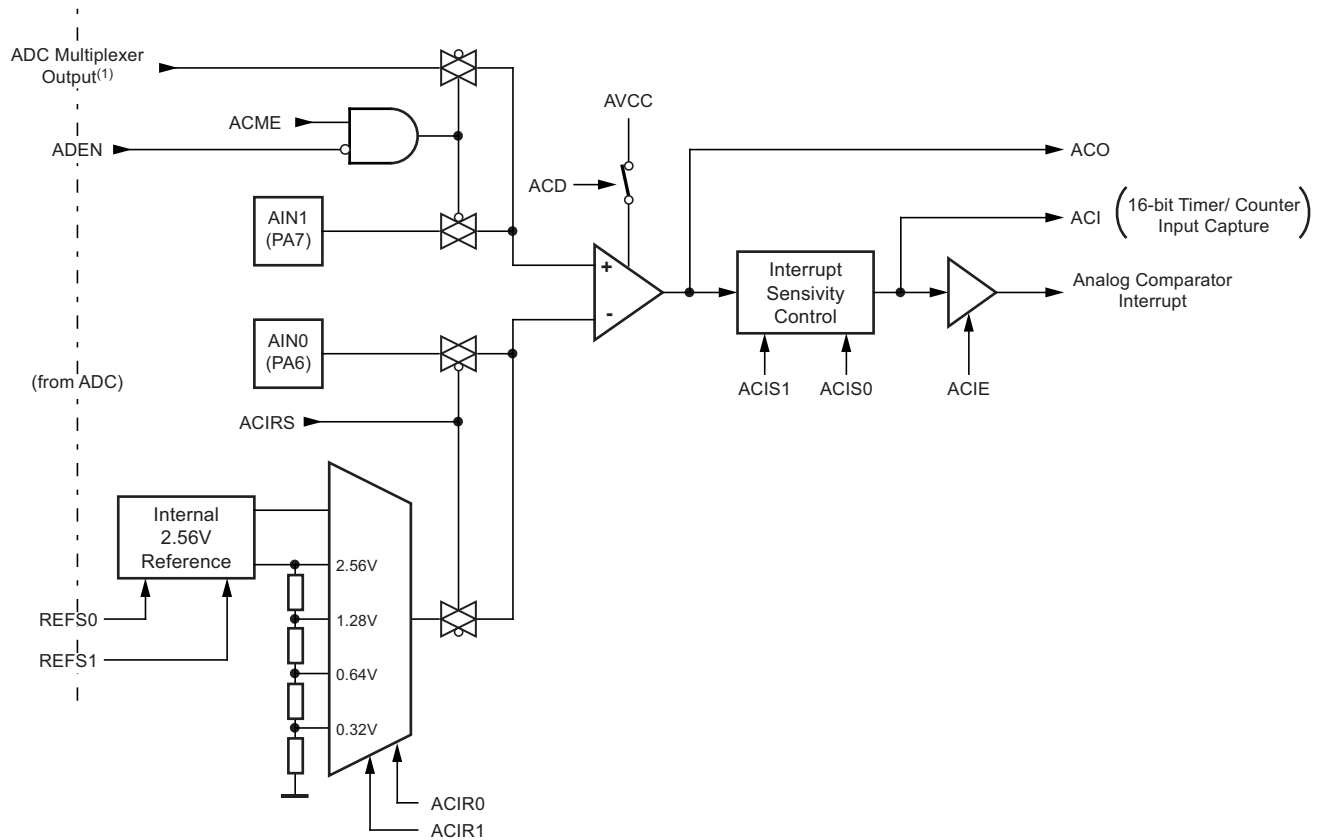 ADC Multiplexer
Output(1)
ACME
ADEN
AVCC
ACD
ACO
AIN1
(PA7)
ACI
16-bit Timer/ Counter
Input Capture
+
-
Interrupt
Sensivity
Control
Analog Comparator
Interrupt
AIN0
(PA6)
(from ADC)
ACIS1
ACIS0
ACIE
ACIRS
Internal
2.56V
Reference
2.56V
1.28V
0.64V
0.32V
REFS0
REFS1
ACIR0
ACIR1